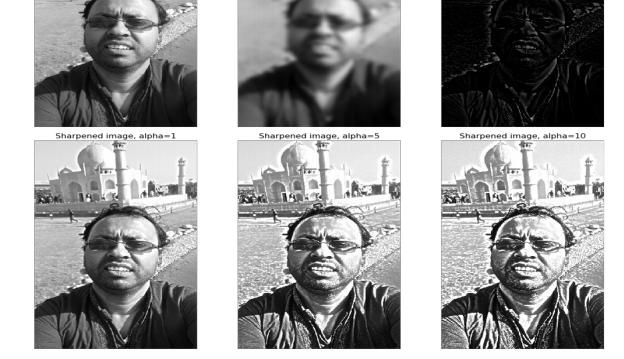 Sharpened image, alpha=1
Sharpened image, alpha=5
Sharpened image, alpha=10